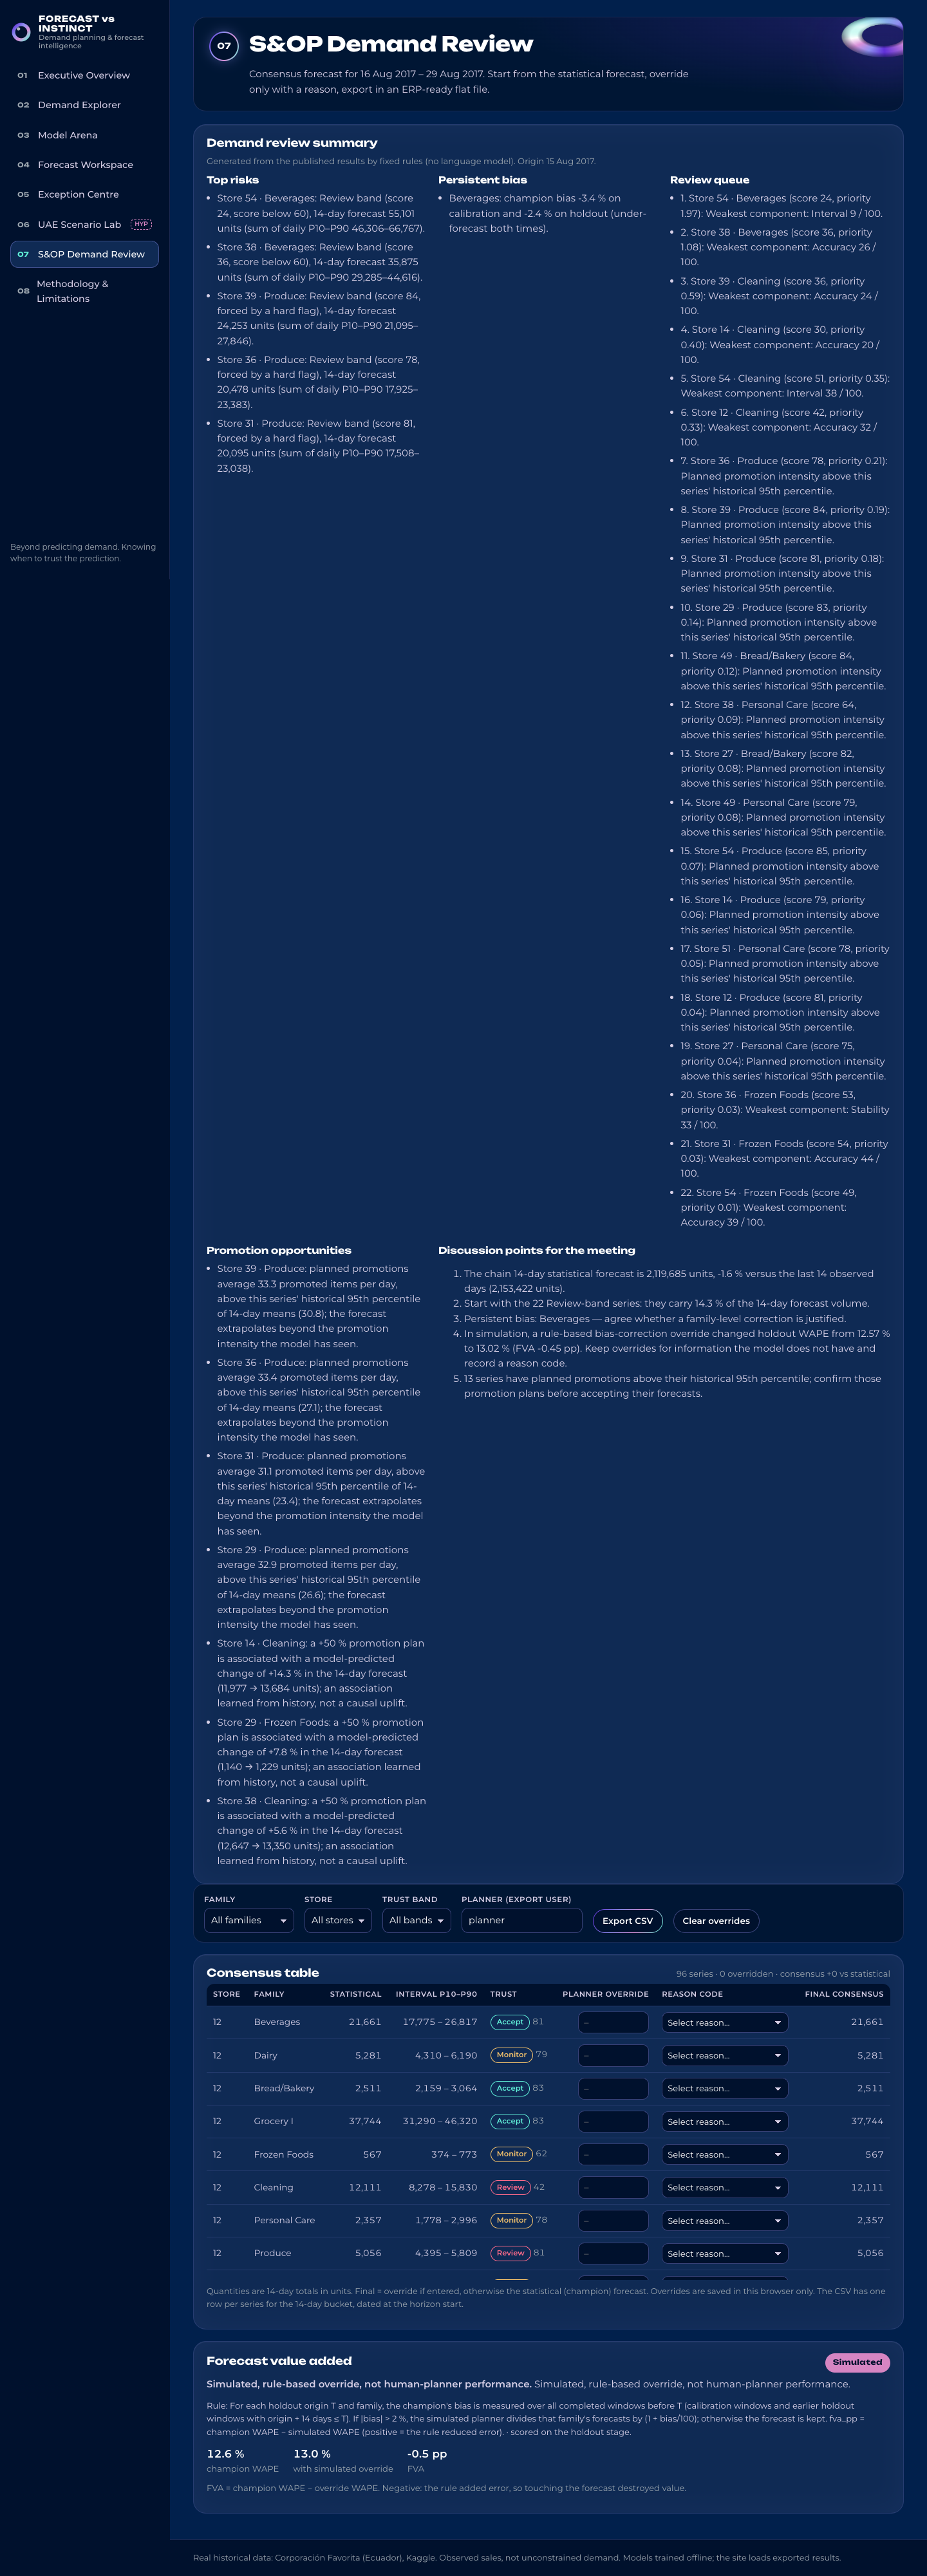 FORECAST vs
INSTINCT
Demand planning & forecast
intelligence
01 Executive Overview
02 Demand Explorer
03 Model Arena
04 Forecast Workspace
05 Exception Centre
06 UAE Scenario Lab HYP
07 S&OP Demand Review
08 Methodology &
Limitations
Beyond predicting demand. Knowing
when to trust the prediction.
07 S&OP Demand Review
Consensus forecast for 16 Aug 2017 – 29 Aug 2017. Start from the statistical forecast, override
only with a reason, export in an ERP-ready flat file.
Demand review summary
Generated from the published results by fixed rules (no language model). Origin 15 Aug 2017.
Top risks
• Store 54 · Beverages: Review band (score
24, score below 60), 14-day forecast 55,101
units (sum of daily P10–P90 46,306–66,767).
• Store 38 · Beverages: Review band (score
36, score below 60), 14-day forecast 35,875
units (sum of daily P10–P90 29,285–44,616).
• Store 39 · Produce: Review band (score 84,
forced by a hard flag), 14-day forecast
24,253 units (sum of daily P10–P90 21,095–
27,846).
• Store 36 · Produce: Review band (score 78,
forced by a hard flag), 14-day forecast
20,478 units (sum of daily P10–P90 17,925–
23,383).
• Store 31 · Produce: Review band (score 81,
forced by a hard flag), 14-day forecast
20,095 units (sum of daily P10–P90 17,508–
23,038).
Persistent bias
• Beverages: champion bias -3.4 % on
calibration and -2.4 % on holdout (under-
forecast both times).
Review queue
• 1. Store 54 · Beverages (score 24, priority
1.97): Weakest component: Interval 9 / 100.
• 2. Store 38 · Beverages (score 36, priority
1.08): Weakest component: Accuracy 26 /
100.
• 3. Store 39 · Cleaning (score 36, priority
0.59): Weakest component: Accuracy 24 /
100.
• 4. Store 14 · Cleaning (score 30, priority
0.40): Weakest component: Accuracy 20 /
100.
• 5. Store 54 · Cleaning (score 51, priority 0.35):
Weakest component: Interval 38 / 100.
• 6. Store 12 · Cleaning (score 42, priority
0.33): Weakest component: Accuracy 32 /
100.
• 7. Store 36 · Produce (score 78, priority 0.21):
Planned promotion intensity above this
series' historical 95th percentile.
• 8. Store 39 · Produce (score 84, priority 0.19):
Planned promotion intensity above this
series' historical 95th percentile.
• 9. Store 31 · Produce (score 81, priority 0.18):
Planned promotion intensity above this
series' historical 95th percentile.
• 10. Store 29 · Produce (score 83, priority
0.14): Planned promotion intensity above
this series' historical 95th percentile.
• 11. Store 49 · Bread/Bakery (score 84,
priority 0.12): Planned promotion intensity
above this series' historical 95th percentile.
• 12. Store 38 · Personal Care (score 64,
priority 0.09): Planned promotion intensity
above this series' historical 95th percentile.
• 13. Store 27 · Bread/Bakery (score 82,
priority 0.08): Planned promotion intensity
above this series' historical 95th percentile.
• 14. Store 49 · Personal Care (score 79,
priority 0.08): Planned promotion intensity
above this series' historical 95th percentile.
• 15. Store 54 · Produce (score 85, priority
0.07): Planned promotion intensity above
this series' historical 95th percentile.
• 16. Store 14 · Produce (score 79, priority
0.06): Planned promotion intensity above
this series' historical 95th percentile.
• 17. Store 51 · Personal Care (score 78, priority
0.05): Planned promotion intensity above
this series' historical 95th percentile.
• 18. Store 12 · Produce (score 81, priority
0.04): Planned promotion intensity above
this series' historical 95th percentile.
• 19. Store 27 · Personal Care (score 75,
priority 0.04): Planned promotion intensity
above this series' historical 95th percentile.
• 20. Store 36 · Frozen Foods (score 53,
priority 0.03): Weakest component: Stability
33 / 100.
• 21. Store 31 · Frozen Foods (score 54, priority
0.03): Weakest component: Accuracy 44 /
100.
• 22. Store 54 · Frozen Foods (score 49,
priority 0.01): Weakest component:
Accuracy 39 / 100.
Promotion opportunities
• Store 39 · Produce: planned promotions
average 33.3 promoted items per day,
above this series' historical 95th percentile
of 14-day means (30.8); the forecast
extrapolates beyond the promotion
intensity the model has seen.
• Store 36 · Produce: planned promotions
average 33.4 promoted items per day,
above this series' historical 95th percentile
of 14-day means (27.1); the forecast
extrapolates beyond the promotion
intensity the model has seen.
• Store 31 · Produce: planned promotions
average 31.1 promoted items per day, above
this series' historical 95th percentile of 14-
day means (23.4); the forecast extrapolates
beyond the promotion intensity the model
has seen.
• Store 29 · Produce: planned promotions
average 32.9 promoted items per day,
above this series' historical 95th percentile
of 14-day means (26.6); the forecast
extrapolates beyond the promotion
intensity the model has seen.
• Store 14 · Cleaning: a +50 % promotion plan
is associated with a model-predicted
change of +14.3 % in the 14-day forecast
(11,977 → 13,684 units); an association
learned from history, not a causal uplift.
• Store 29 · Frozen Foods: a +50 % promotion
plan is associated with a model-predicted
change of +7.8 % in the 14-day forecast
(1,140 → 1,229 units); an association learned
from history, not a causal uplift.
• Store 38 · Cleaning: a +50 % promotion plan
is associated with a model-predicted
change of +5.6 % in the 14-day forecast
(12,647 → 13,350 units); an association
learned from history, not a causal uplift.
Discussion points for the meeting
1. The chain 14-day statistical forecast is 2,119,685 units, -1.6 % versus the last 14 observed
days (2,153,422 units).
2. Start with the 22 Review-band series: they carry 14.3 % of the 14-day forecast volume.
3. Persistent bias: Beverages — agree whether a family-level correction is justified.
4. In simulation, a rule-based bias-correction override changed holdout WAPE from 12.57 %
to 13.02 % (FVA -0.45 pp). Keep overrides for information the model does not have and
record a reason code.
5. 13 series have planned promotions above their historical 95th percentile; confirm those
promotion plans before accepting their forecasts.
FAMILY STORE TRUST BAND PLANNER (EXPORT USER)
All families All stores All bands planner Export CSV Clear overrides
Consensus table 96 series · 0 overridden · consensus +0 vs statistical
STORE FAMILY STATISTICAL INTERVAL P10–P90 TRUST PLANNER OVERRIDE REASON CODE FINAL CONSENSUS
12 Beverages 21,661 17,775 – 26,817 Accept 81 – Select reason... 21,661
12 Dairy 5,281 4,310 – 6,190 Monitor 79 – Select reason... 5,281
12 Bread/Bakery 2,511 2,159 – 3,064 Accept 83 – Select reason... 2,511
12 Grocery I 37,744 31,290 – 46,320 Accept 83 – Select reason... 37,744
12 Frozen Foods 567 374 – 773 Monitor 62 – Select reason... 567
12 Cleaning 12,111 8,278 – 15,830 Review 42 – Select reason... 12,111
12 Personal Care 2,357 1,778 – 2,996 Monitor 78 – Select reason... 2,357
12 Produce 5,056 4,395 – 5,809 Review 81 – Select reason... 5,056
Quantities are 14-day totals in units. Final = override if entered, otherwise the statistical (champion) forecast. Overrides are saved in this browser only. The CSV has one
row per series for the 14-day bucket, dated at the horizon start.
Forecast value added Simulated
Simulated, rule-based override, not human-planner performance. Simulated, rule-based override, not human-planner performance.
Rule: For each holdout origin T and family, the champion's bias is measured over all completed windows before T (calibration windows and earlier holdout
windows with origin + 14 days ≤ T). If |bias| > 2 %, the simulated planner divides that family's forecasts by (1 + bias/100); otherwise the forecast is kept. fva_pp =
champion WAPE − simulated WAPE (positive = the rule reduced error). · scored on the holdout stage.
12.6 % 13.0 % -0.5 pp
champion WAPE with simulated override FVA
FVA = champion WAPE − override WAPE. Negative: the rule added error, so touching the forecast destroyed value.
Real historical data: Corporación Favorita (Ecuador), Kaggle. Observed sales, not unconstrained demand. Models trained offline; the site loads exported results.